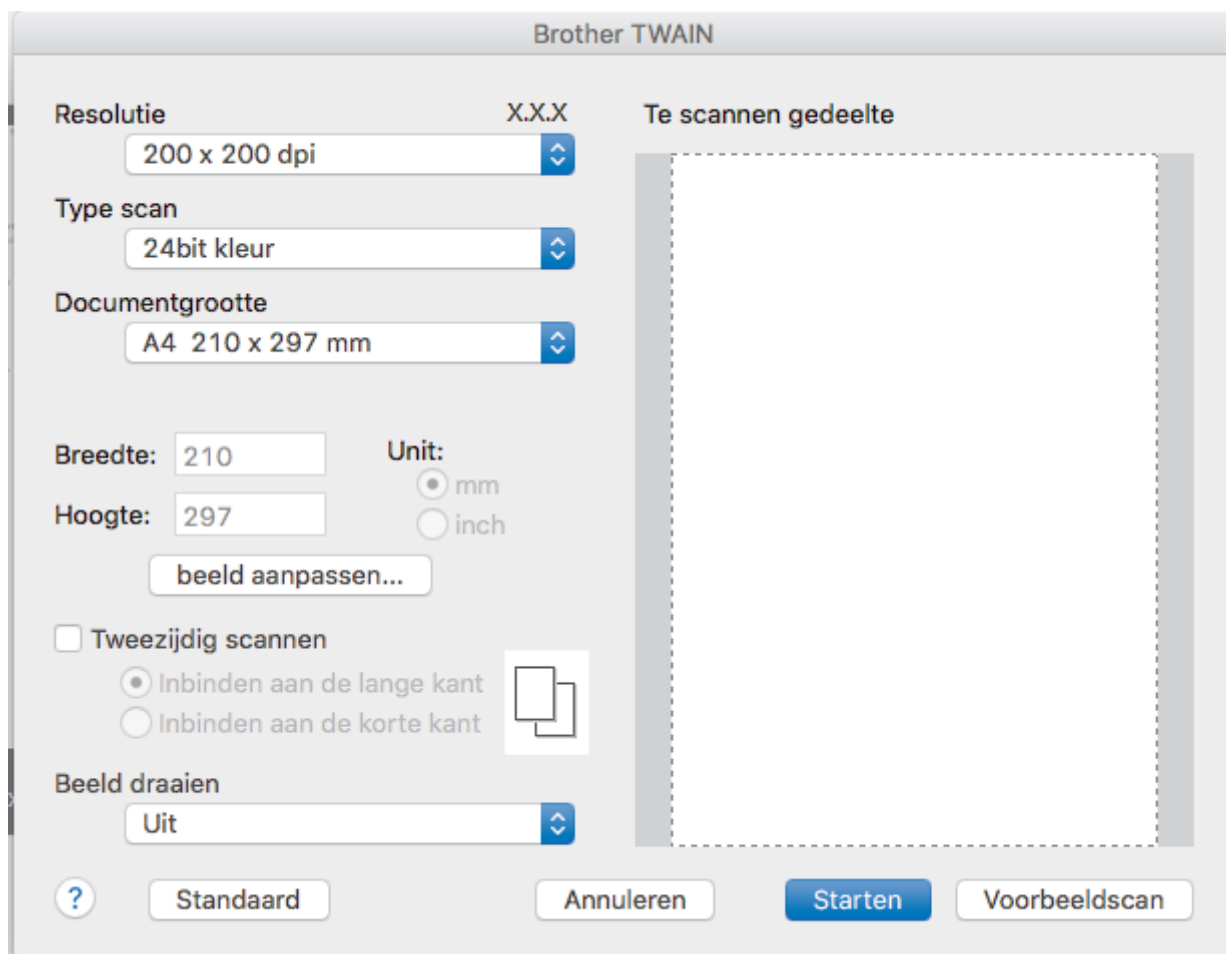 Brother TWAIN
Resolutie X.X.X
200 x 200 dpi
Type scan
24bit kleur
Documentgrootte
A4 210 x 297 mm
Breedte: 210
Hoogte: 297
Unit:
mm
inch
beeld aanpassen...
Tweezijdig scannen
Inbinden aan de lange kant
Inbinden aan de korte kant
Beeld draaien
Uit
Te scannen gedeelte
? Standaard Annuleren Starten Voorbeeldscan